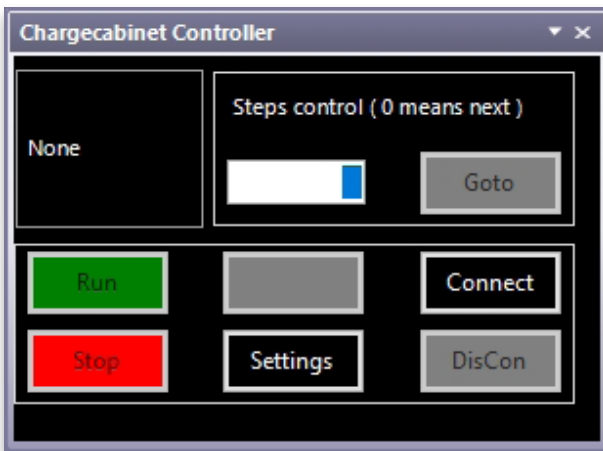 Chargecabinet Controller
None
Steps control ( 0 means next )
Goto
Run
Connect
Stop
Settings
DisCon